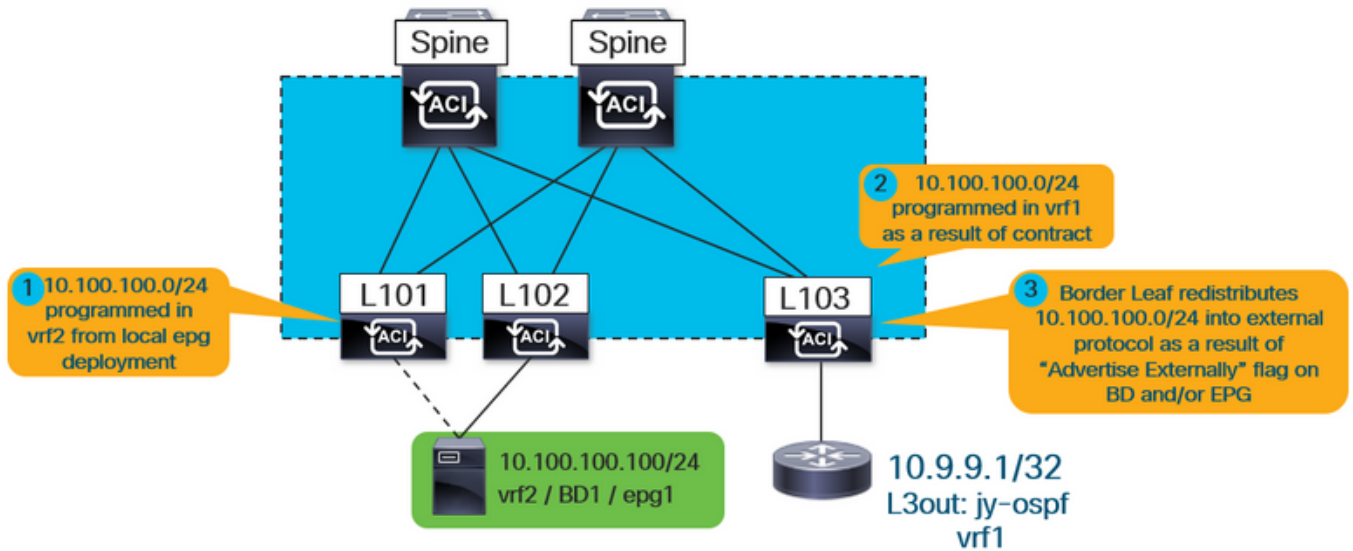 Spine
Spine
ACI
ACI
2 10.100.100.0/24
programmed in vrf1
as a result of contract
1 10.100.100.0/24
programmed in
vrf2 from local epg
deployment
L101
L102
L103
ACI
ACI
ACI
3 Border Leaf redistributes
10.100.100.0/24 into external
protocol as a result of
“Advertise Externally” flag on
BD and/or EPG
10.100.100.100/24
vrf2 / BD1 / epg1
10.9.9.1/32
L3out: jy-ospf
vrf1